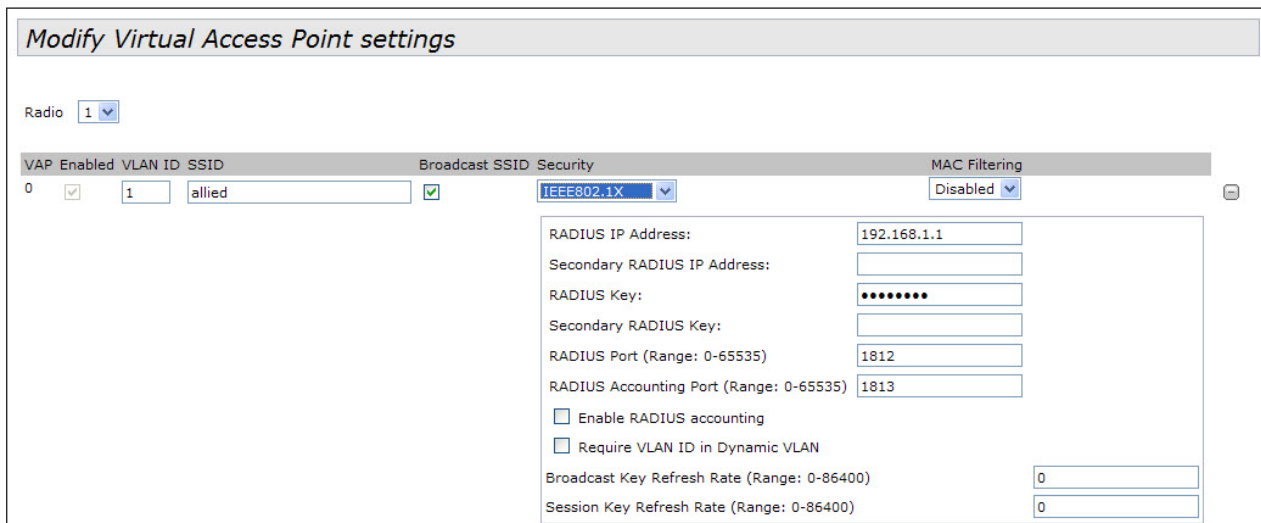 Modify Virtual Access Point settings
Radio 1
VAP Enabled VLAN ID SSID Broadcast SSID Security MAC Filtering
0 1 allied IEEE802.1X Disabled
RADIUS IP Address: 192.168.1.1
Secondary RADIUS IP Address:
RADIUS Key: ••••••••
Secondary RADIUS Key:
RADIUS Port (Range: 0-65535) 1812
RADIUS Accounting Port (Range: 0-65535) 1813
Enable RADIUS accounting
Require VLAN ID in Dynamic VLAN
Broadcast Key Refresh Rate (Range: 0-86400) 0
Session Key Refresh Rate (Range: 0-86400) 0